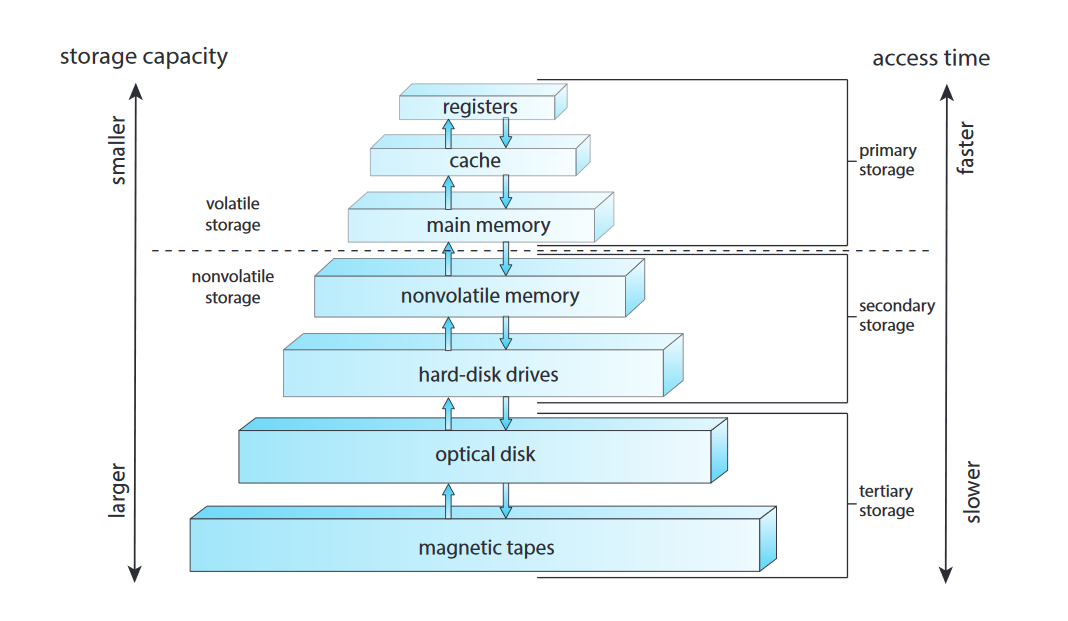 storage capacity
access time
smaller
larger
faster
slower
registers
cache
main memory
nonvolatile memory
hard-disk drives
optical disk
magnetic tapes
volatile
storage
nonvolatile
storage
primary
storage
secondary
storage
tertiary
storage